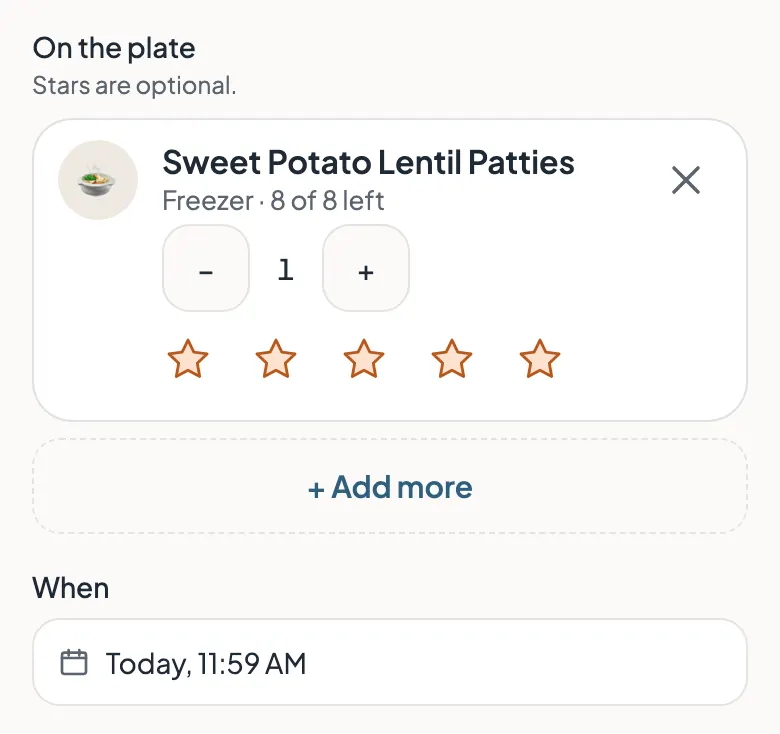 On the plate
Stars are optional.
Sweet Potato Lentil Patties
Freezer · 8 of 8 left
- 1 +
+ Add more
When
Today, 11:59 AM